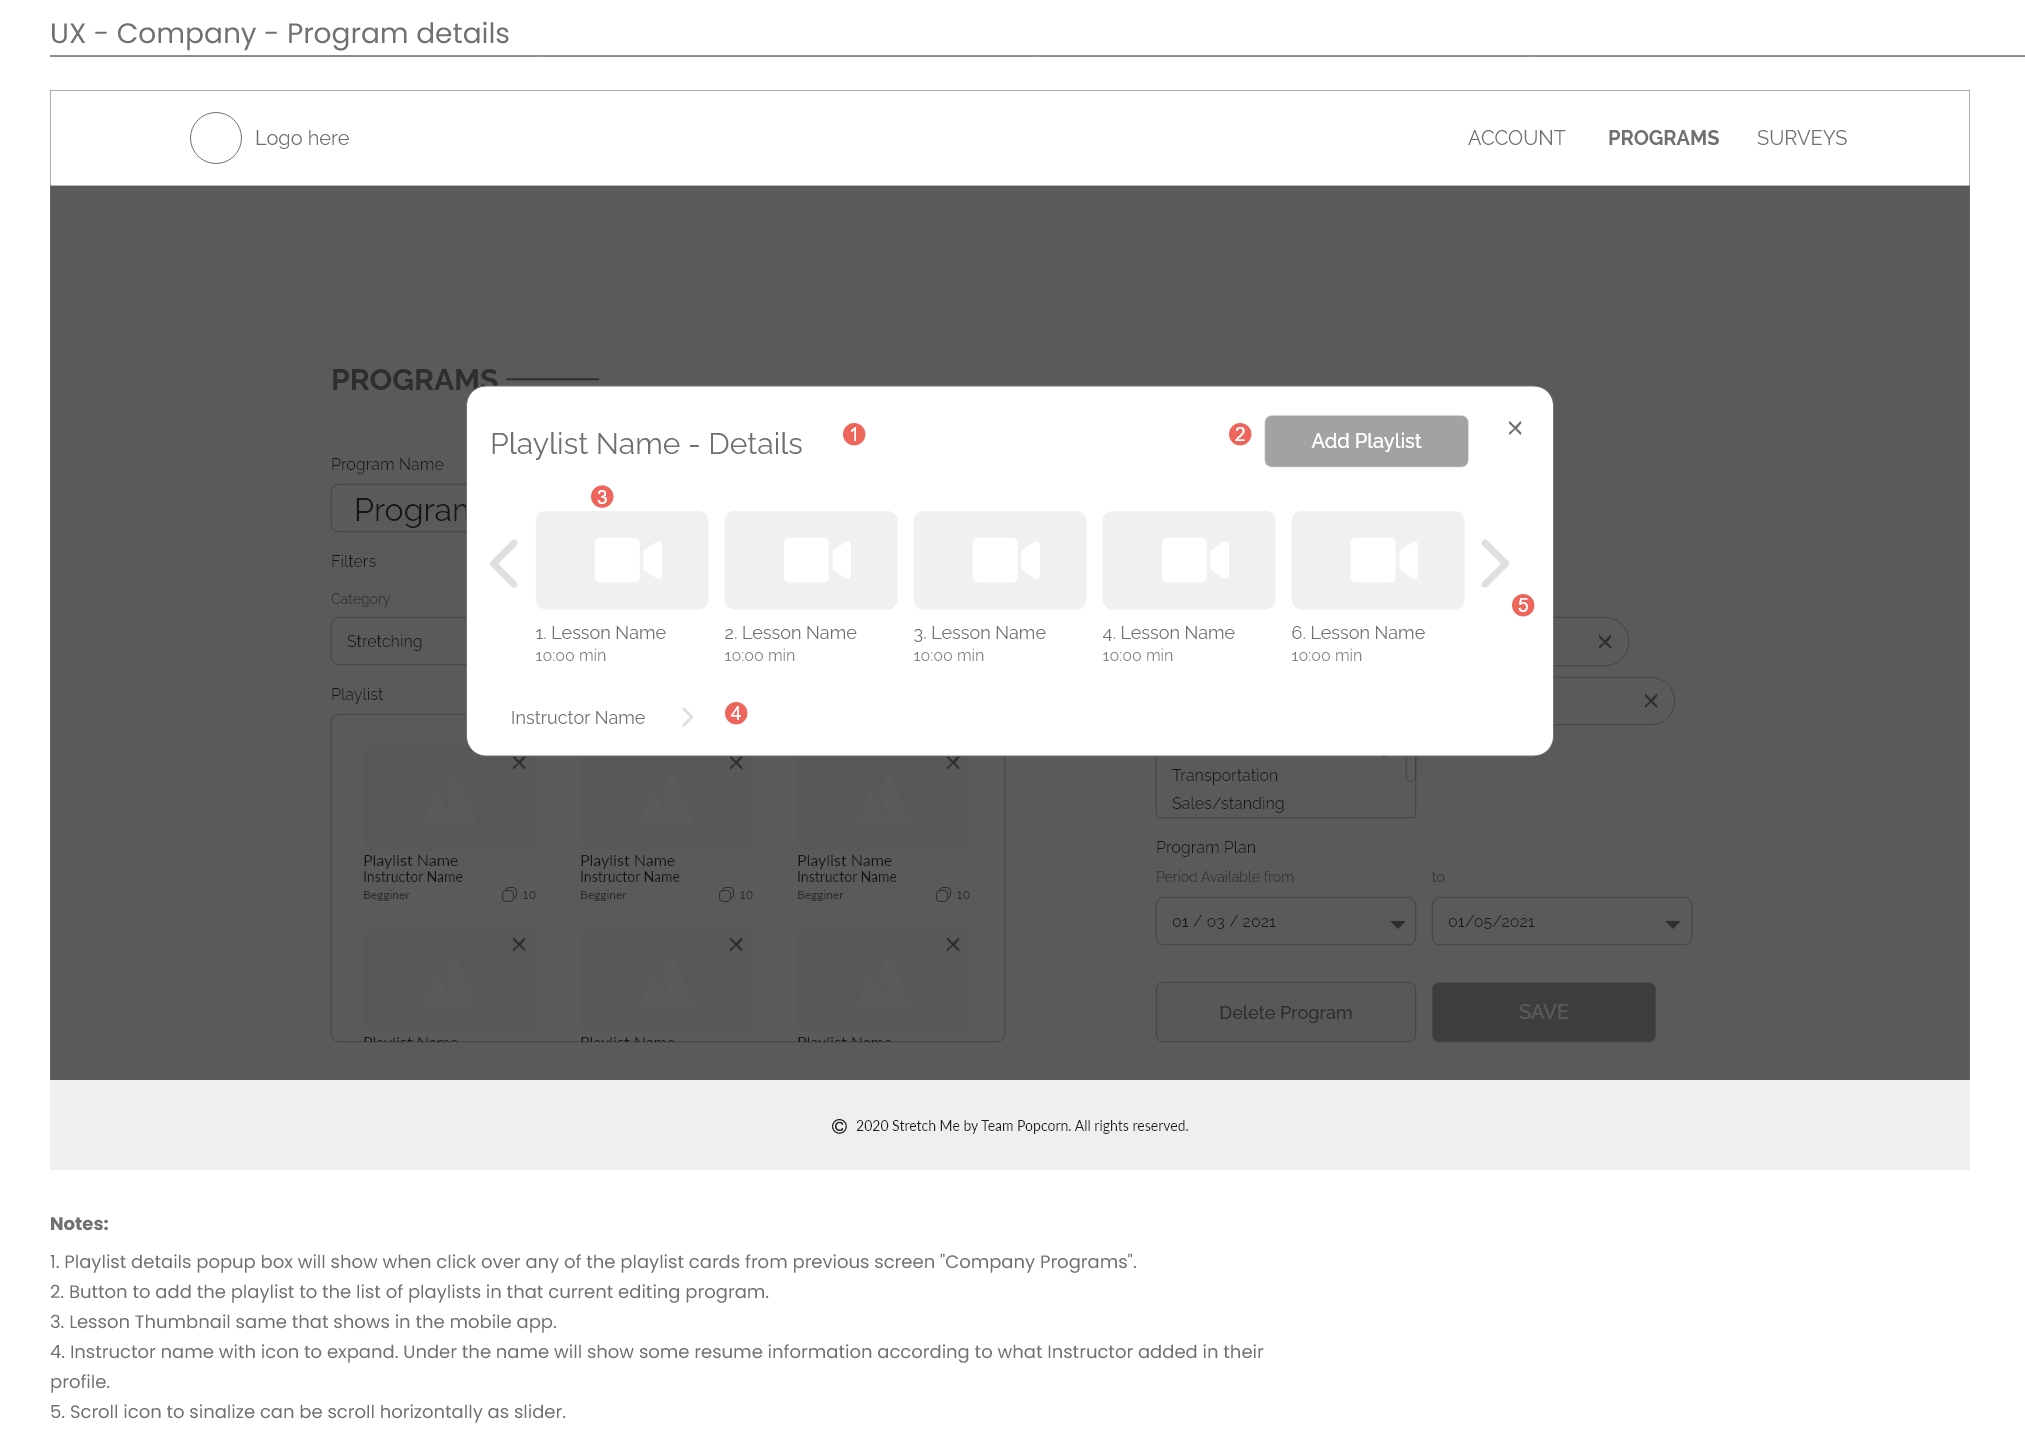 UX - Company - Program details
Logo here
ACCOUNT
PROGRAMS
SURVEYS
PROGRAMS
Playlist Name - Details
1
2
Add Playlist
Program Name
3
Filters
Category
Stretching
Playlist
1. Lesson Name
2. Lesson Name
3. Lesson Name
4. Lesson Name
6. Lesson Name
10:00 min
10:00 min
10:00 min
10:00 min
10:00 min
5
Instructor Name
4
Transportation
Sales/standing
Playlist Name
Playlist Name
Playlist Name
Instructor Name
Instructor Name
Instructor Name
Begginer
10
Begginer
10
Begginer
10
Program Plan
Period Available from
to
01 / 03 / 2021
01/05/2021
Delete Program
SAVE
Playlist Name
Playlist Name
Playlist Name
© 2020 Stretch Me by Team Popcorn. All rights reserved.
Notes:
1. Playlist details popup box will show when click over any of the playlist cards from previous screen "Company Programs".
2. Button to add the playlist to the list of playlists in that current editing program.
3. Lesson Thumbnail same that shows in the mobile app.
4. Instructor name with icon to expand. Under the name will show some resume information according to what Instructor added in their
profile.
5. Scroll icon to sinalize can be scroll horizontally as slider.